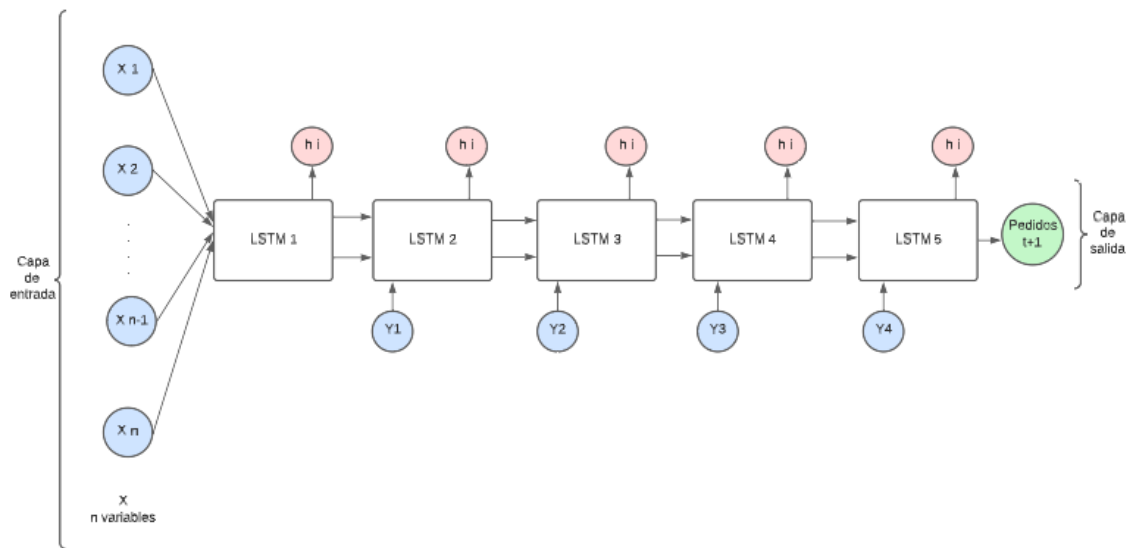 X 1
X 2
X n-1
X n
X
n variables
Capa
de
entrada
h i
h i
h i
h i
h i
LSTM 1
LSTM 2
LSTM 3
LSTM 4
LSTM 5
Y1
Y2
Y3
Y4
Pedidos
t+1
Capa
de
salida